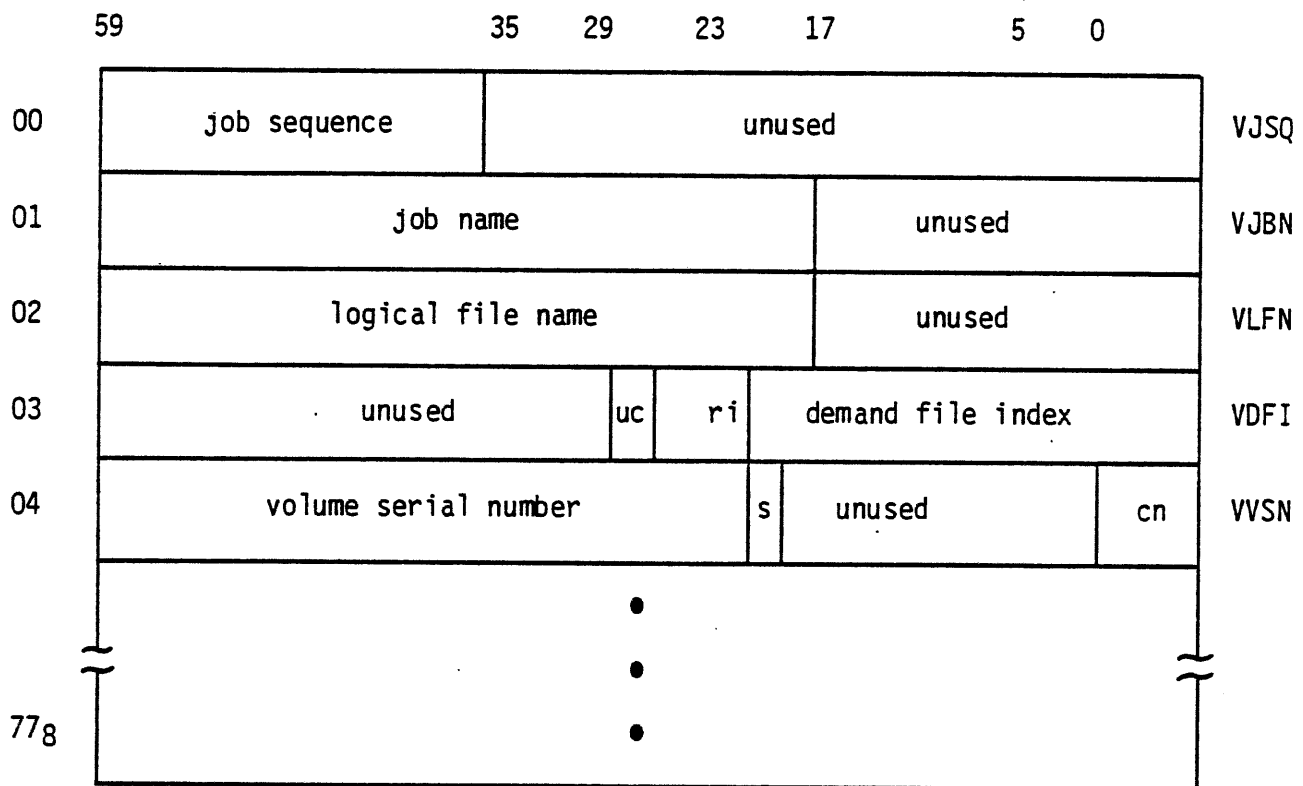 59 35 29 23 17 5 0
00 job sequence unused VJSQ
01 job name unused VJBN
02 logical file name unused VLFN
03 unused uc ri demand file index VDFI
04 volume serial number s unused cn VVSN
77₈